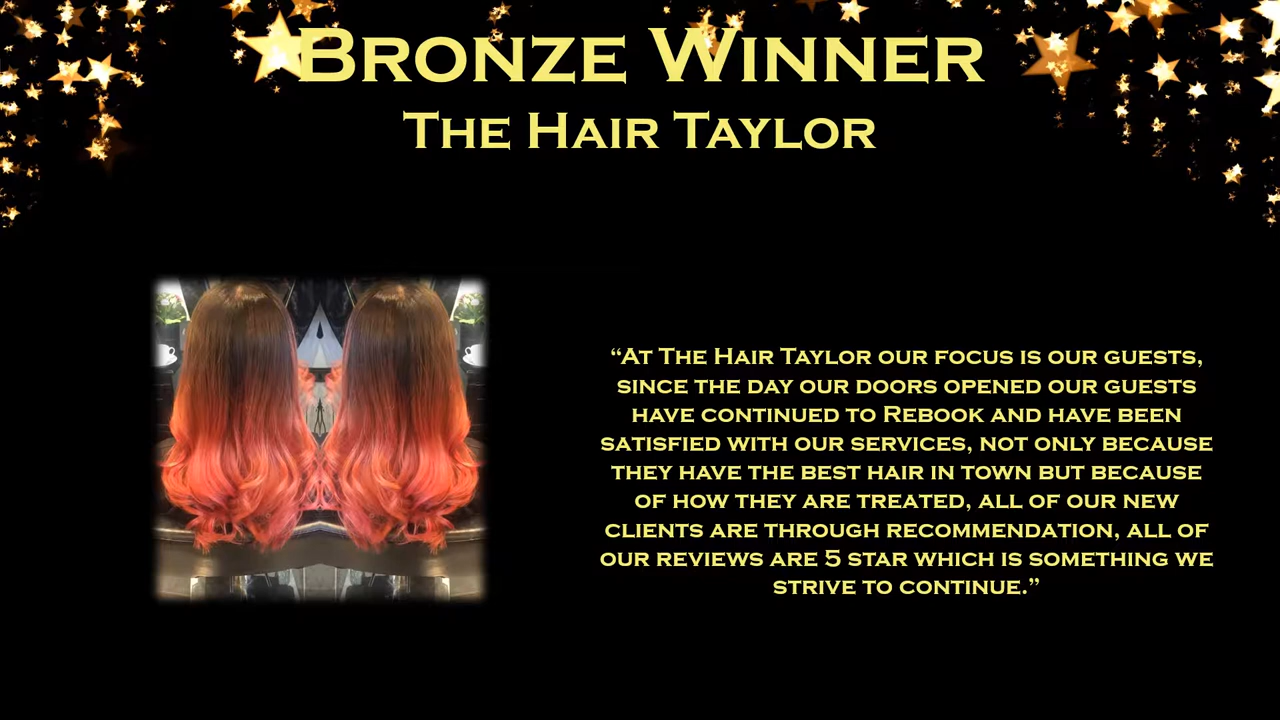 Bronze Winner
The Hair Taylor
“At The Hair Taylor our focus is our guests,
since the day our doors opened our guests
have continued to Rebook and have been
satisfied with our services, not only because
they have the best hair in town but because
of how they are treated, all of our new
clients are through recommendation, all of
our reviews are 5 star which is something we
strive to continue.”